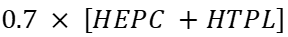 0.7 × [HEPC + HTPL]